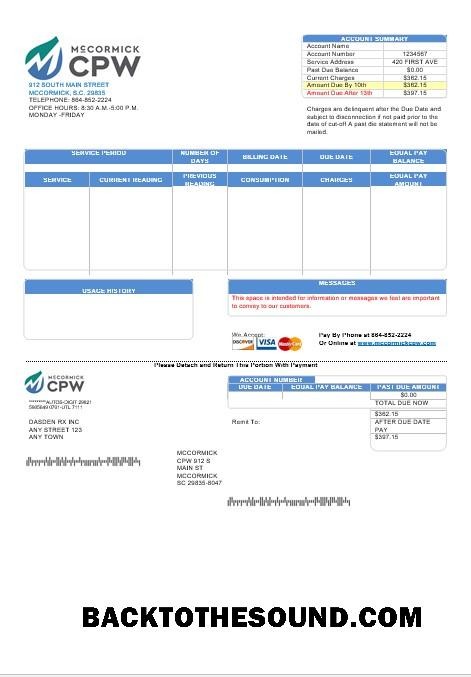 MCCORMICK
CPW
912 SOUTH MAIN STREET
MCCORMICK, S.C. 29835
TELEPHONE: 864-852-2224
OFFICE HOURS: 8:30 A.M.-5:00 P.M.
MONDAY -FRIDAY
ACCOUNT SUMMARY
Account Name
Account Number 1234567
Service Address 420 FIRST AVE
Past Due Balance $0.00
Current Charges $362.15
Amount Due By 10th $362.15
Amount Due After 13th $397.15
Charges are delinquent after the Due Date and
subject to disconnection if not paid prior to the
date of cut-off A past die statement will not be
mailed.
SERVICE PERIOD NUMBER OF DAYS BILLING DATE DUE DATE EQUAL PAY BALANCE
SERVICE CURRENT READING PREVIOUS READING CONSUMPTION CHARGES EQUAL PAY AMOUNT
USAGE HISTORY
MESSAGES
This space is intended for information or messages we feel are important
to convey to our customers.
We Accept:
DISCOVER VISA MasterCard
Pay By Phone at 864-852-2224
Or Online at www.mccormickcpw.com
Please Detach and Return This Portion With Payment
MCCORMICK
CPW
ACCOUNT NUMBER
DUE DATE EQUAL PAY BALANCE PAST DUE AMOUNT
$0.00
TOTAL DUE NOW
$362.15
AFTER DUE DATE
PAY
$397.15
DASDEN RX INC
ANY STREET 123
ANY TOWN
Remit To:
MCCORMICK
CPW 912 S
MAIN ST
MCCORMICK
SC 29835-8047
BACKTOTHESOUND.COM